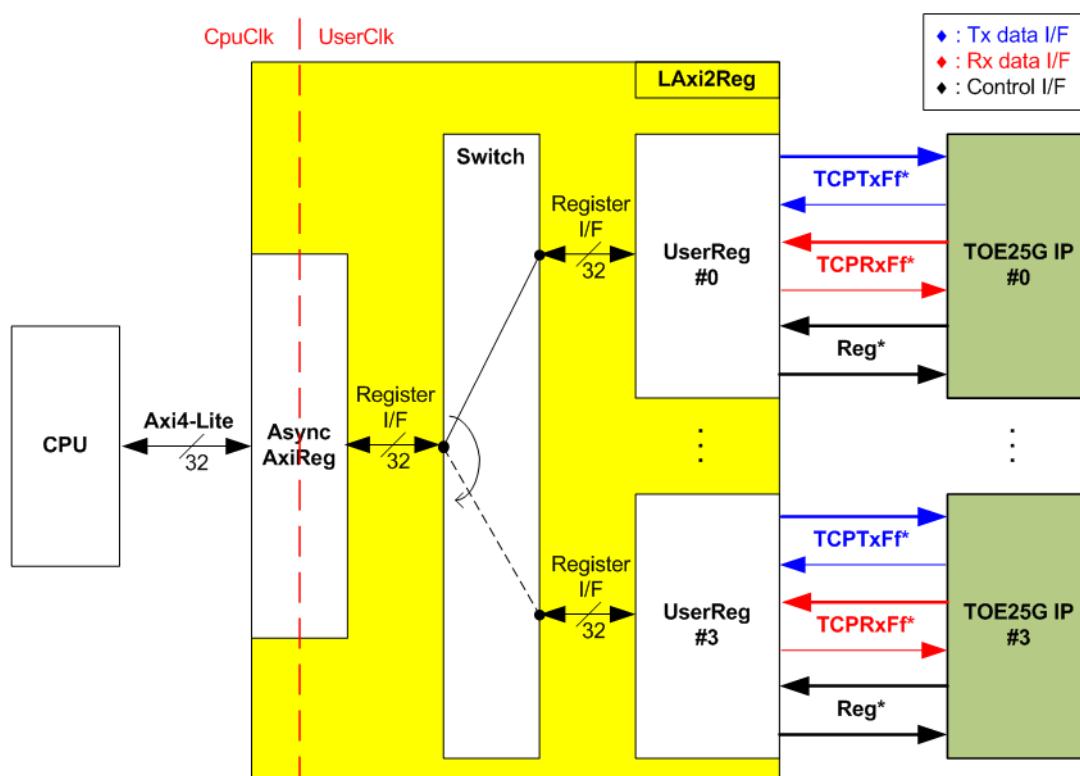 CpuClk
UserClk
♦ : Tx data I/F
♦ : Rx data I/F
♦ : Control I/F
LAxi2Reg
Switch
Register
I/F
32
UserReg
#0
TCPTxFf*
TCPRxFf*
Reg*
TOE25G IP
#0
CPU
Axi4-Lite
32
Async
AxiReg
Register
I/F
32
Register
I/F
32
UserReg
#3
TCPTxFf*
TCPRxFf*
Reg*
TOE25G IP
#3